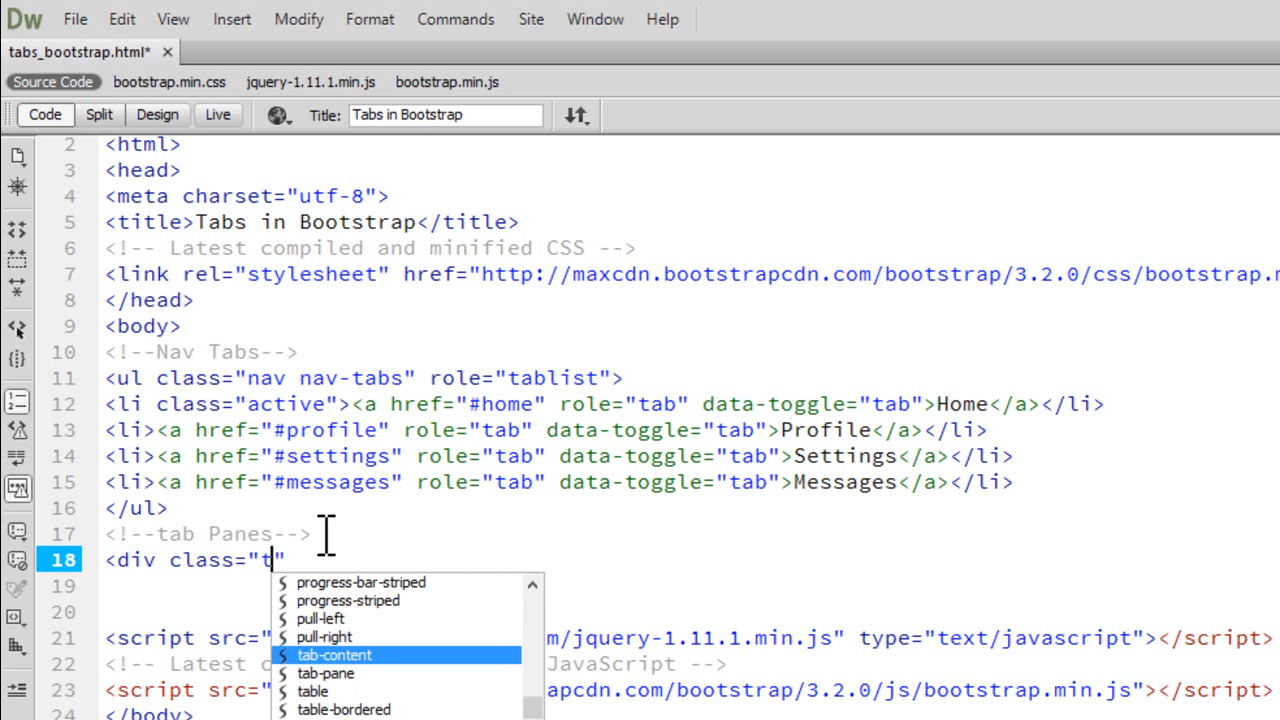 Dw File Edit View Insert Modify Format Commands Site Window Help
tabs_bootstrap.html* ×
Source Code bootstrap.min.css jquery-1.11.1.min.js bootstrap.min.js
Code Split Design Live Title: Tabs in Bootstrap
2 <html>
3 <head>
4 <meta charset="utf-8">
5 <title>Tabs in Bootstrap</title>
6 <!-- Latest compiled and minified CSS -->
7 <link rel="stylesheet" href="http://maxcdn.bootstrapcdn.com/bootstrap/3.2.0/css/bootstrap.m
8 </head>
9 <body>
10 <!--Nav Tabs-->
11 <ul class="nav nav-tabs" role="tablist">
12 <li class="active"><a href="#home" role="tab" data-toggle="tab">Home</a></li>
13 <li><a href="#profile" role="tab" data-toggle="tab">Profile</a></li>
14 <li><a href="#settings" role="tab" data-toggle="tab">Settings</a></li>
15 <li><a href="#messages" role="tab" data-toggle="tab">Messages</a></li>
16 </ul>
17 <!--tab Panes-->
18 <div class="t"
progress-bar-striped
19
progress-striped
20
pull-left
pull-right
21 <script src=" m/jquery-1.11.1.min.js" type="text/javascript"></script>
tab-content
22 <!-- Latest c JavaScript -->
tab-pane
23 <script src=" apcdn.com/bootstrap/3.2.0/js/bootstrap.min.js"></script>
table
table-bordered
24 </body>